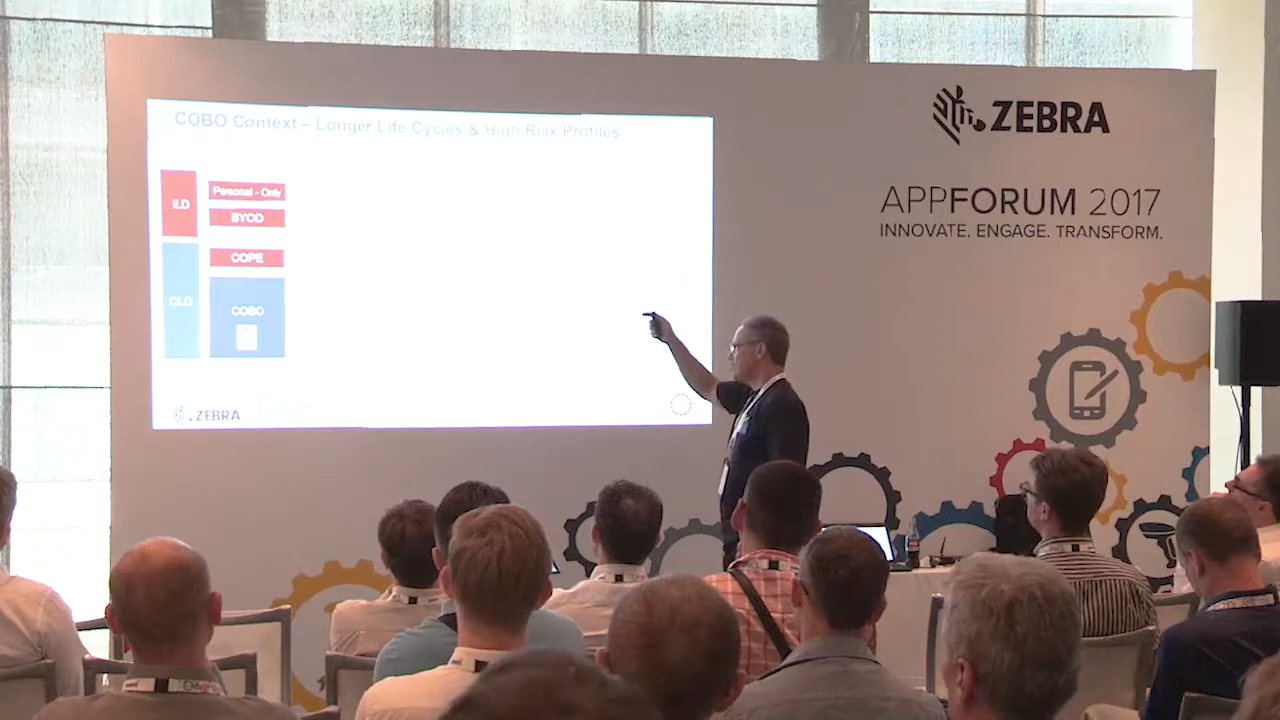 COBO Context – Longer Life Cycles & High Risk Profiles
ILD
Personal - Only
BYOD
COPE
CLD
COBO
ZEBRA
ZEBRA
APPFORUM 2017
INNOVATE. ENGAGE. TRANSFORM.